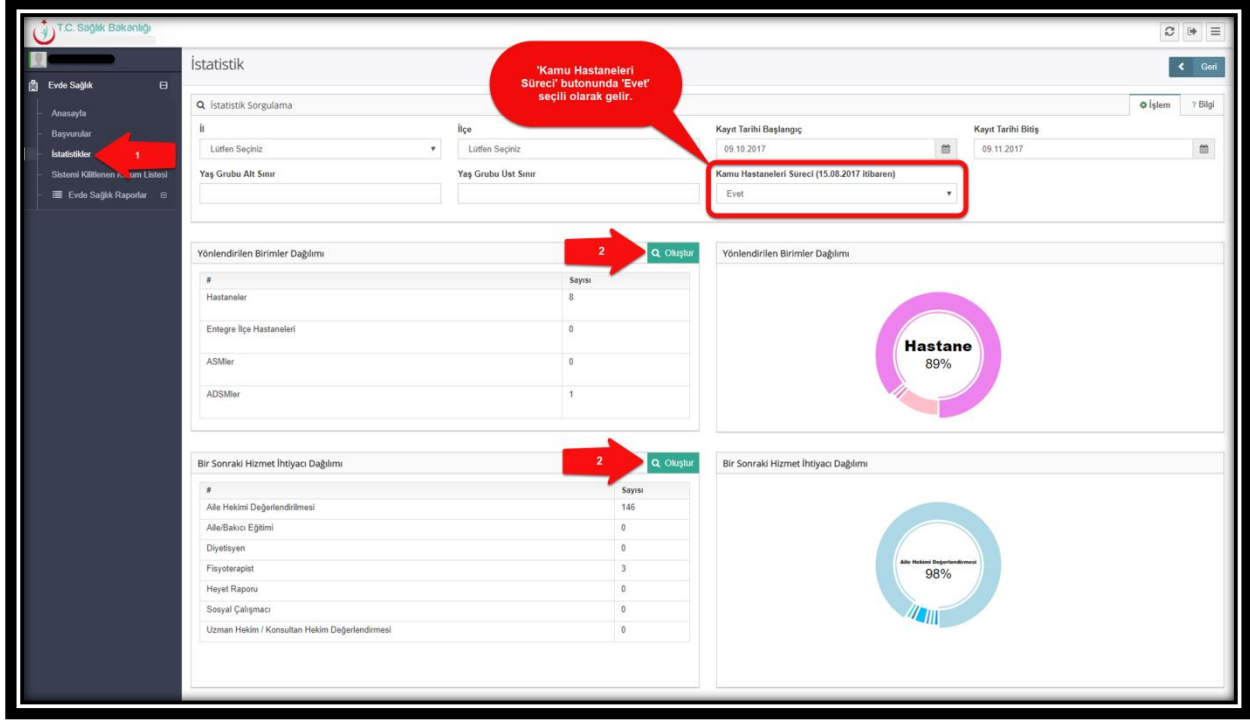 T.C. Sağlık Bakanlığı
Evde Sağlık
Anasayfa
Başvurular
İstatistikler
1
Sistemi Kilitlenen Kurum Listesi
Evde Sağlık Raporlar
İstatistik
Geri
'Kamu Hastaneleri
Süreci' butonunda 'Evet'
seçili olarak gelir.
İstatistik Sorgulama
İşlem ? Bilgi
İl
İlçe
Kayıt Tarihi Başlangıç
Kayıt Tarihi Bitiş
Lütfen Seçiniz
Lütfen Seçiniz
09.10.2017
09.11.2017
Yaş Grubu Alt Sınır
Yaş Grubu Üst Sınır
Kamu Hastaneleri Süreci (15.08.2017 itibaren)
Evet
Yönlendirilen Birimler Dağılımı
2
Oluştur
# Sayısı
Hastaneler 8
Entegre İlçe Hastaneleri 0
ASMler 0
ADSMler 1
Yönlendirilen Birimler Dağılımı
Hastane
89%
Bir Sonraki Hizmet İhtiyacı Dağılımı
2
Oluştur
# Sayısı
Aile Hekimi Değerlendirilmesi 146
Aile/Bakıcı Eğitimi 0
Diyetisyen 0
Fisyoterapist 3
Heyet Raporu 0
Sosyal Çalışmacı 0
Uzman Hekim / Konsultan Hekim Değerlendirmesi 0
Bir Sonraki Hizmet İhtiyacı Dağılımı
Aile Hekimi Değerlendirmesi
98%